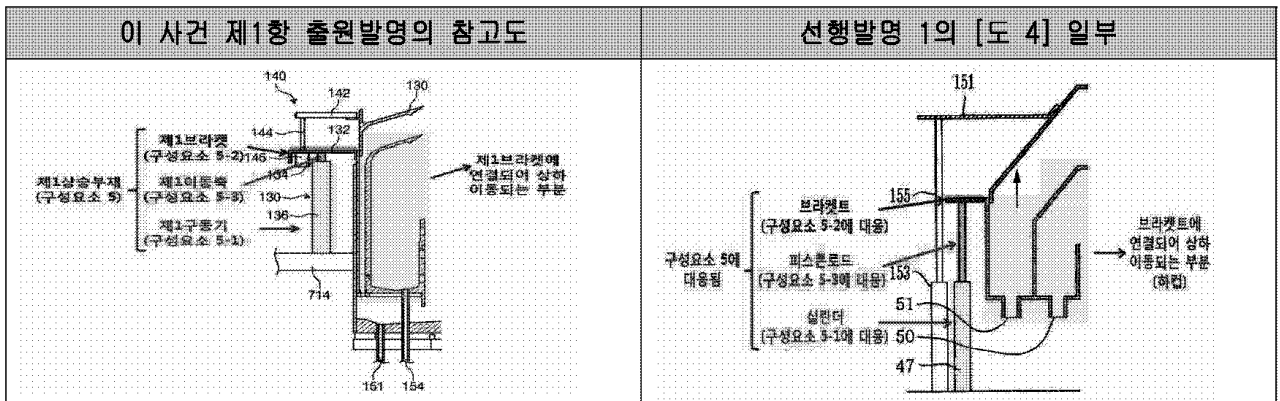 이 사건 제1항 출원발명의 참고도
선행발명 1의 [도 4] 일부
140
142
130
144
132
제1브라켓
(구성요소 5-2)
146
134
제1상승부재
(구성요소 5)
제1이동축
(구성요소 5-3)
130
136
제1구동기
(구성요소 5-1)
제1브라켓에
연결되어 상하
이동되는 부분
714
151
154
151
155
브라켓트
(구성요소 5-2에 대응)
구성요소 5에
대응됨
피스톤로드
(구성요소 5-3에 대응)
153
51
실린더
(구성요소 5-1에 대응)
50
47
브라켓트에
연결되어 상하
이동되는 부분
(하컵)